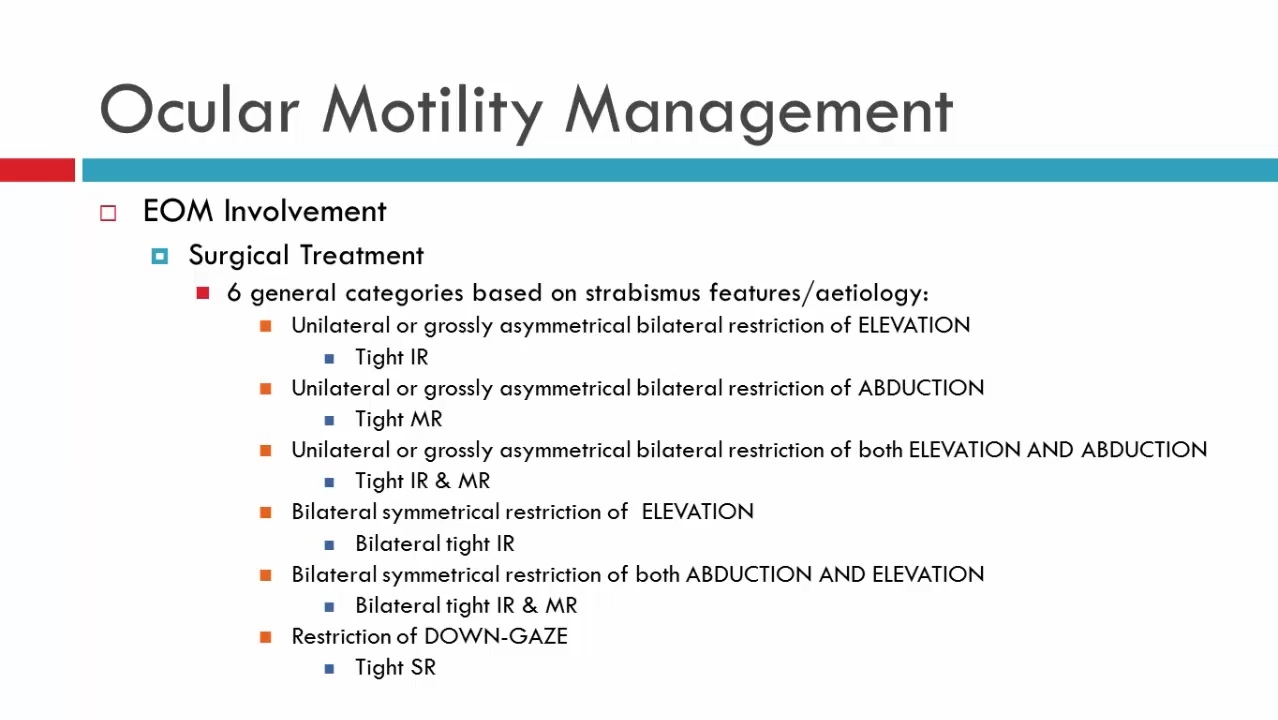 Ocular Motility Management
EOM Involvement
Surgical Treatment
6 general categories based on strabismus features/aetiology:
Unilateral or grossly asymmetrical bilateral restriction of ELEVATION
Tight IR
Unilateral or grossly asymmetrical bilateral restriction of ABDUCTION
Tight MR
Unilateral or grossly asymmetrical bilateral restriction of both ELEVATION AND ABDUCTION
Tight IR & MR
Bilateral symmetrical restriction of ELEVATION
Bilateral tight IR
Bilateral symmetrical restriction of both ABDUCTION AND ELEVATION
Bilateral tight IR & MR
Restriction of DOWN-GAZE
Tight SR